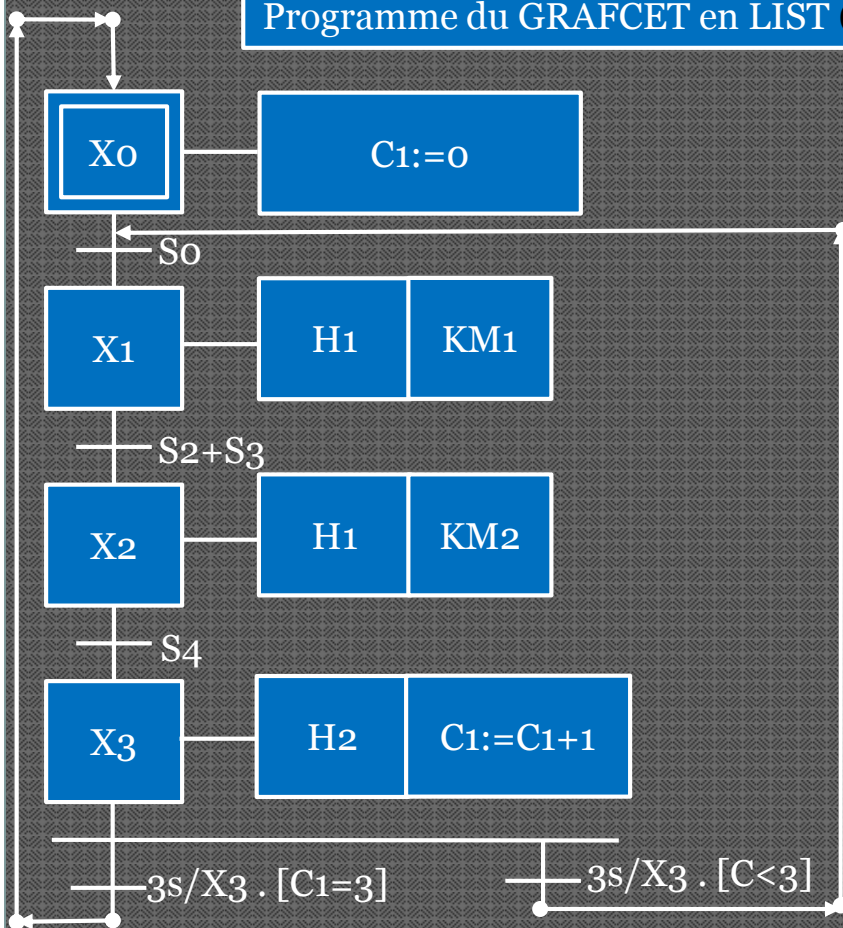 Programme du GRAFCET en LIST (
X0
C1:=0
S0
X1
H1
KM1
S2+S3
X2
H1
KM2
S4
X3
H2
C1:=C1+1
3s/X3 . [C1=3]
3s/X3 . [C<3]